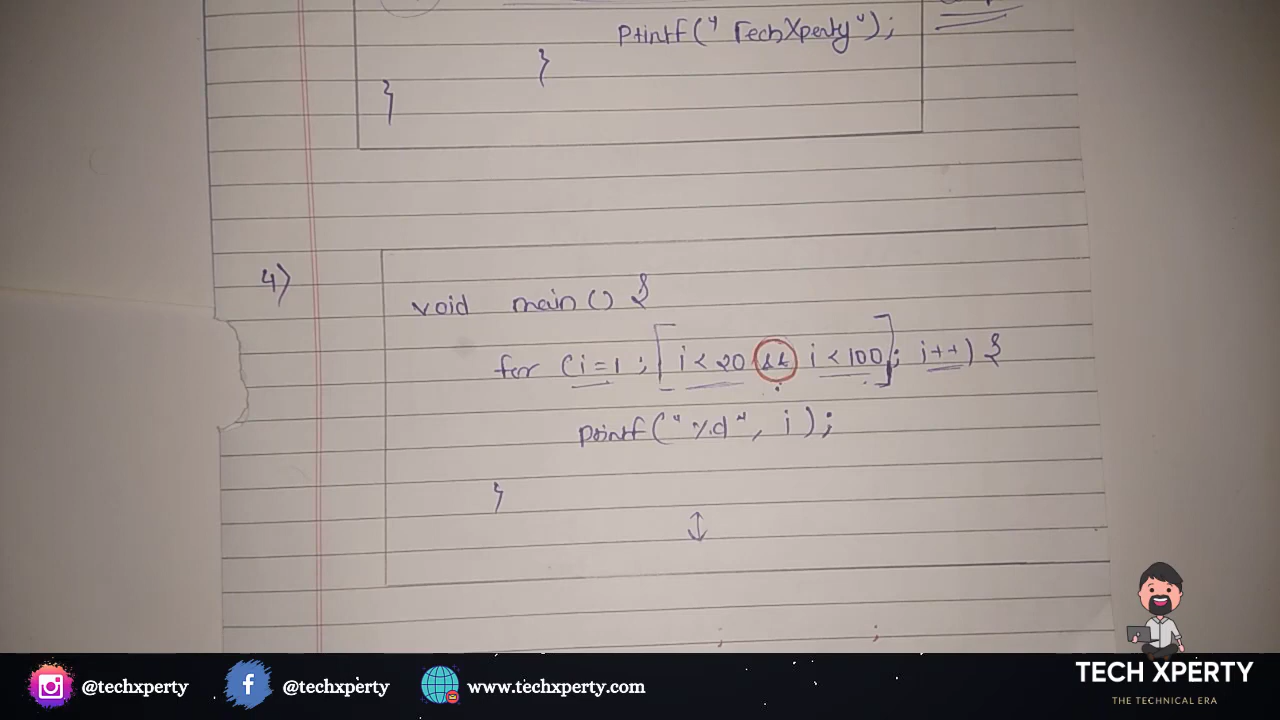 printf("TechXperty");
}
}
4)
void main() {
for (i=1 ; [i < 20 && i < 100] ; i++) {
printf("%d", i);
}
@techxperty
@techxperty
www.techxperty.com
TECH XPERTY
THE TECHNICAL ERA